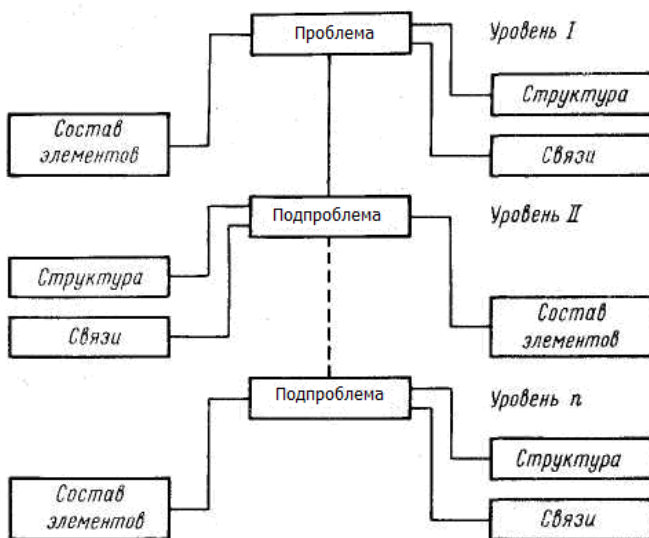 Проблема
Уровень I
Структура
Состав
элементов
Связи
Подпроблема
Уровень II
Структура
Связи
Состав
элементов
Подпроблема
Уровень n
Структура
Состав
элементов
Связи